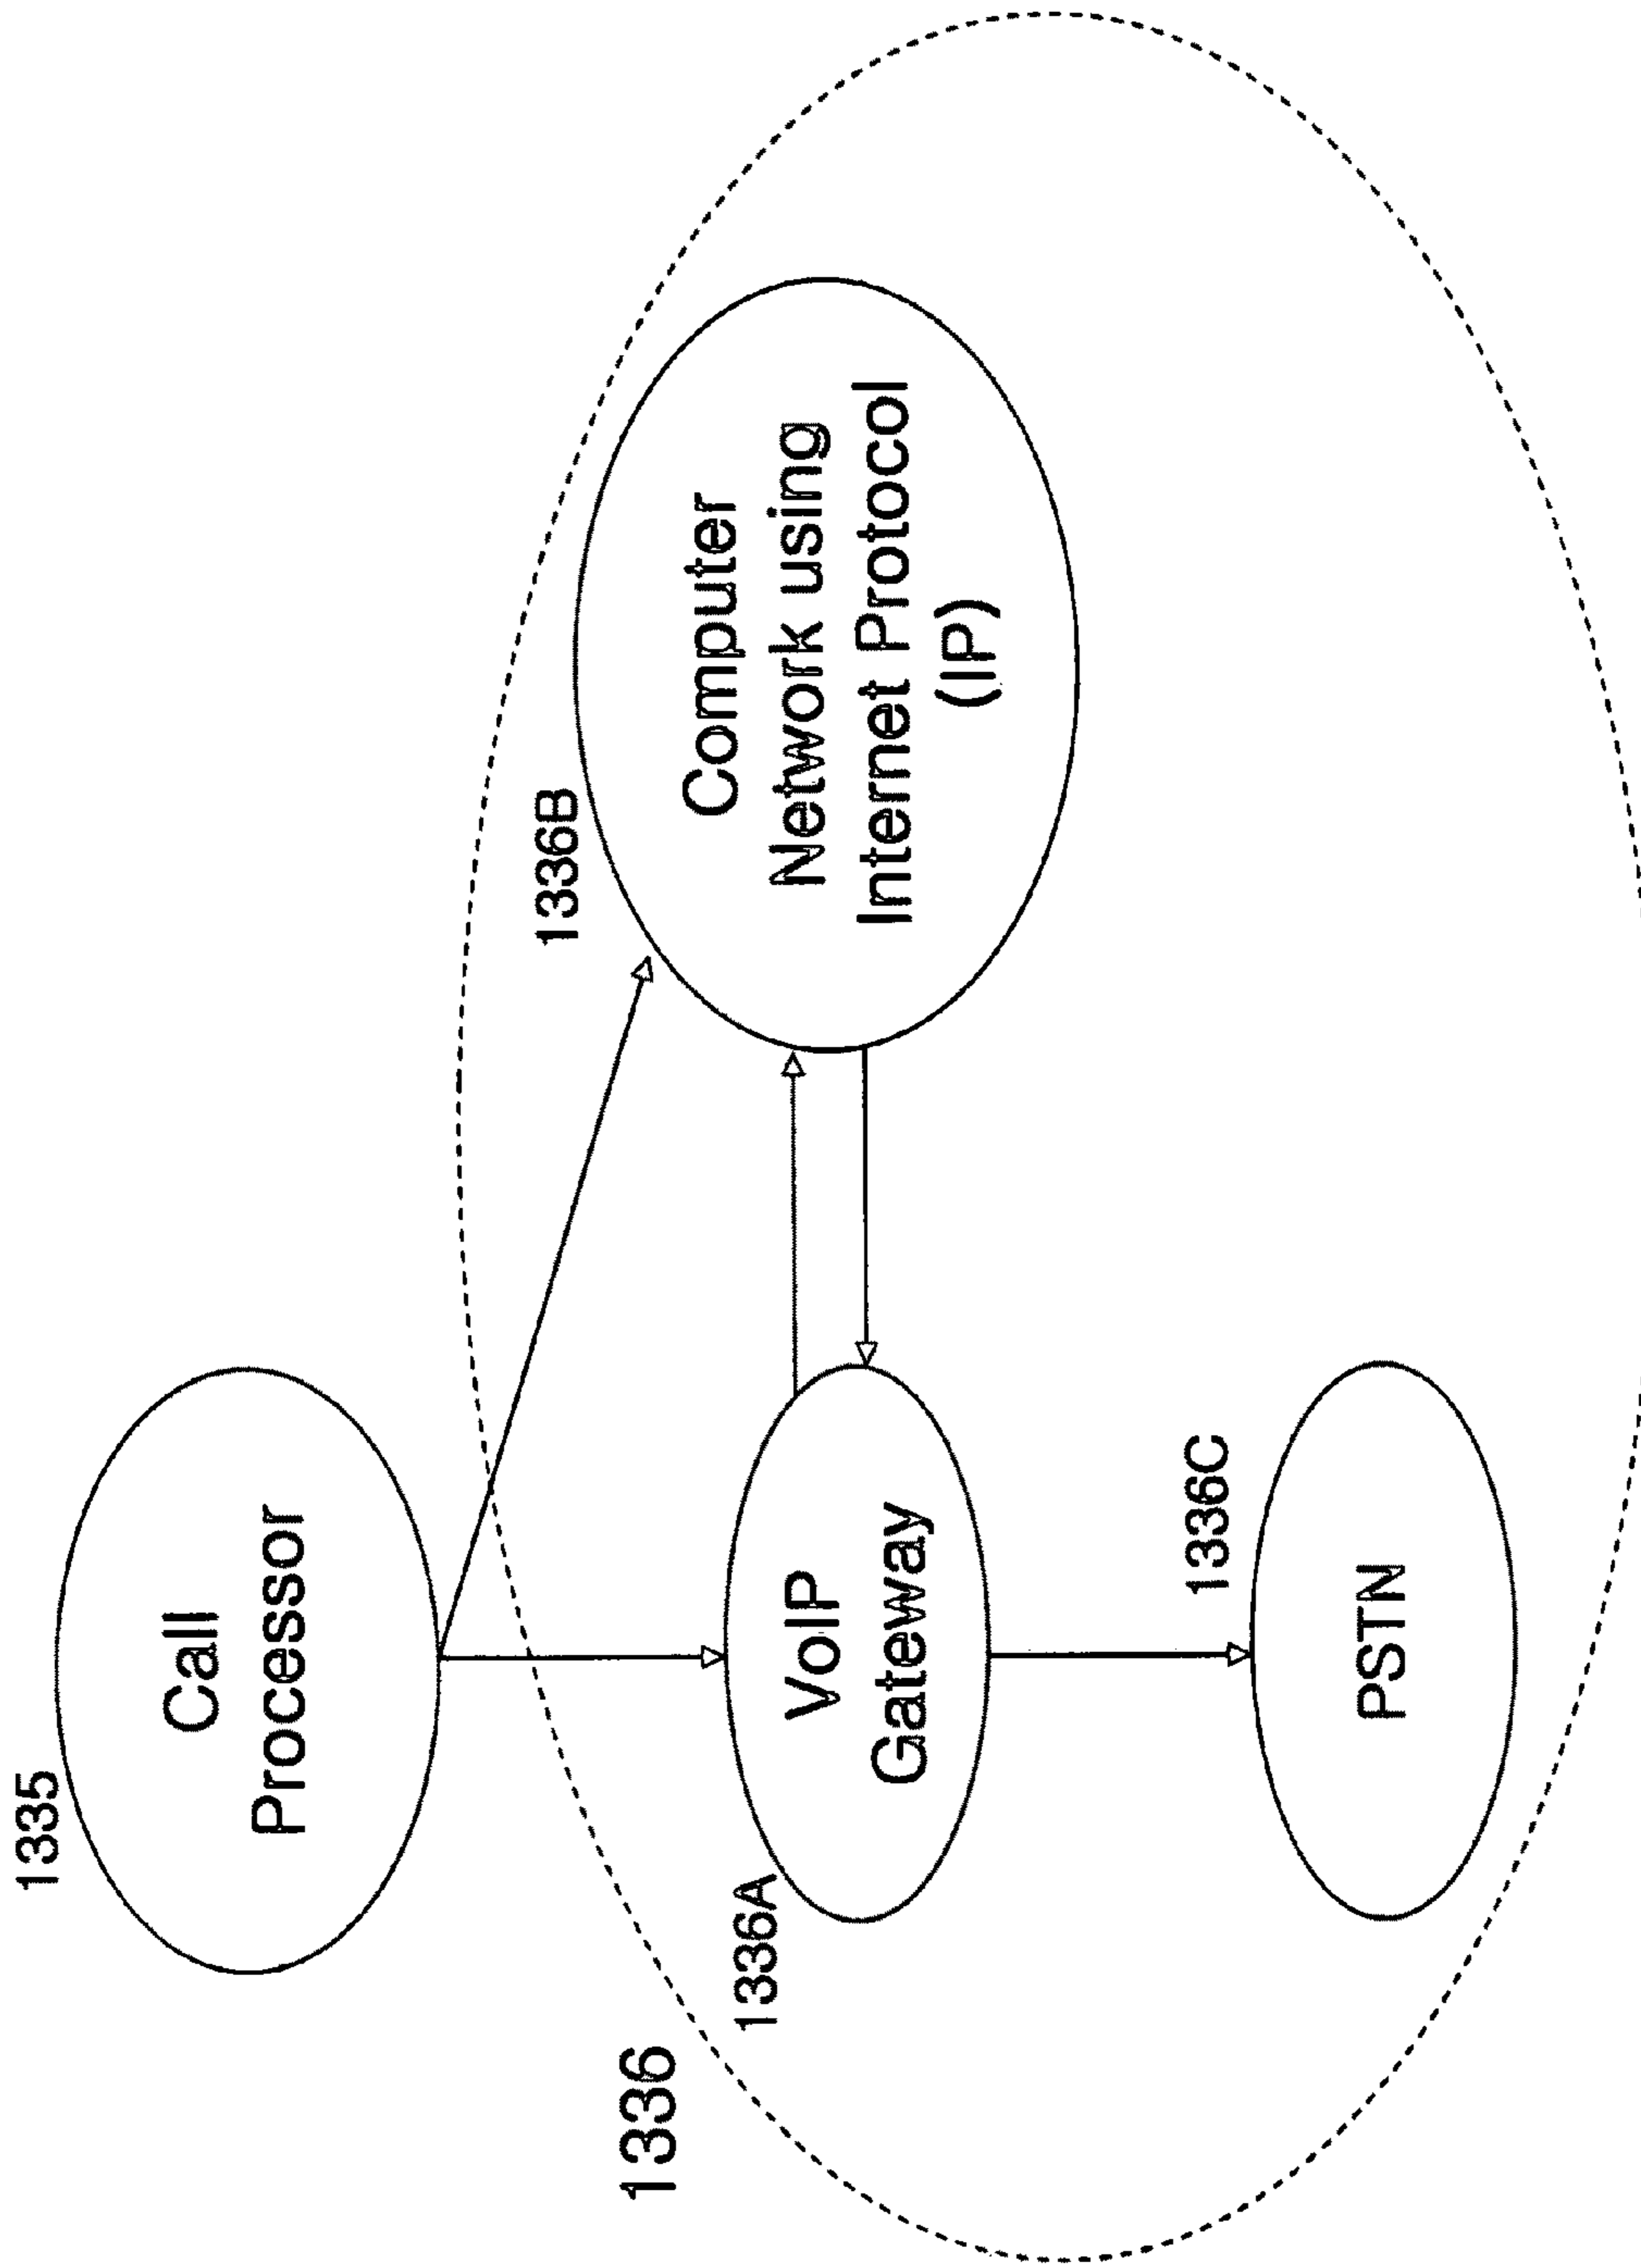 1335
Call
Processor
1336
1336A
VoIP
Gateway
1336B
Computer
Network using
Internet Protocol
(IP)
1336C
PSTN